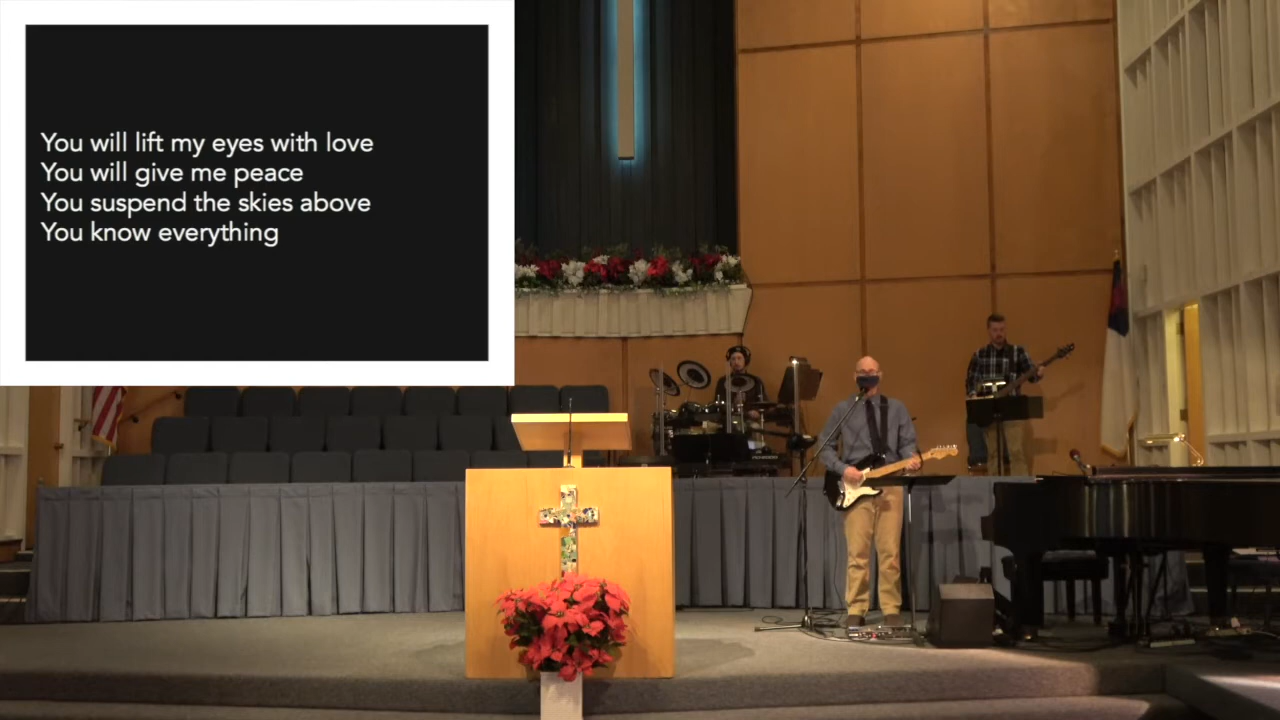 You will lift my eyes with love
You will give me peace
You suspend the skies above
You know everything